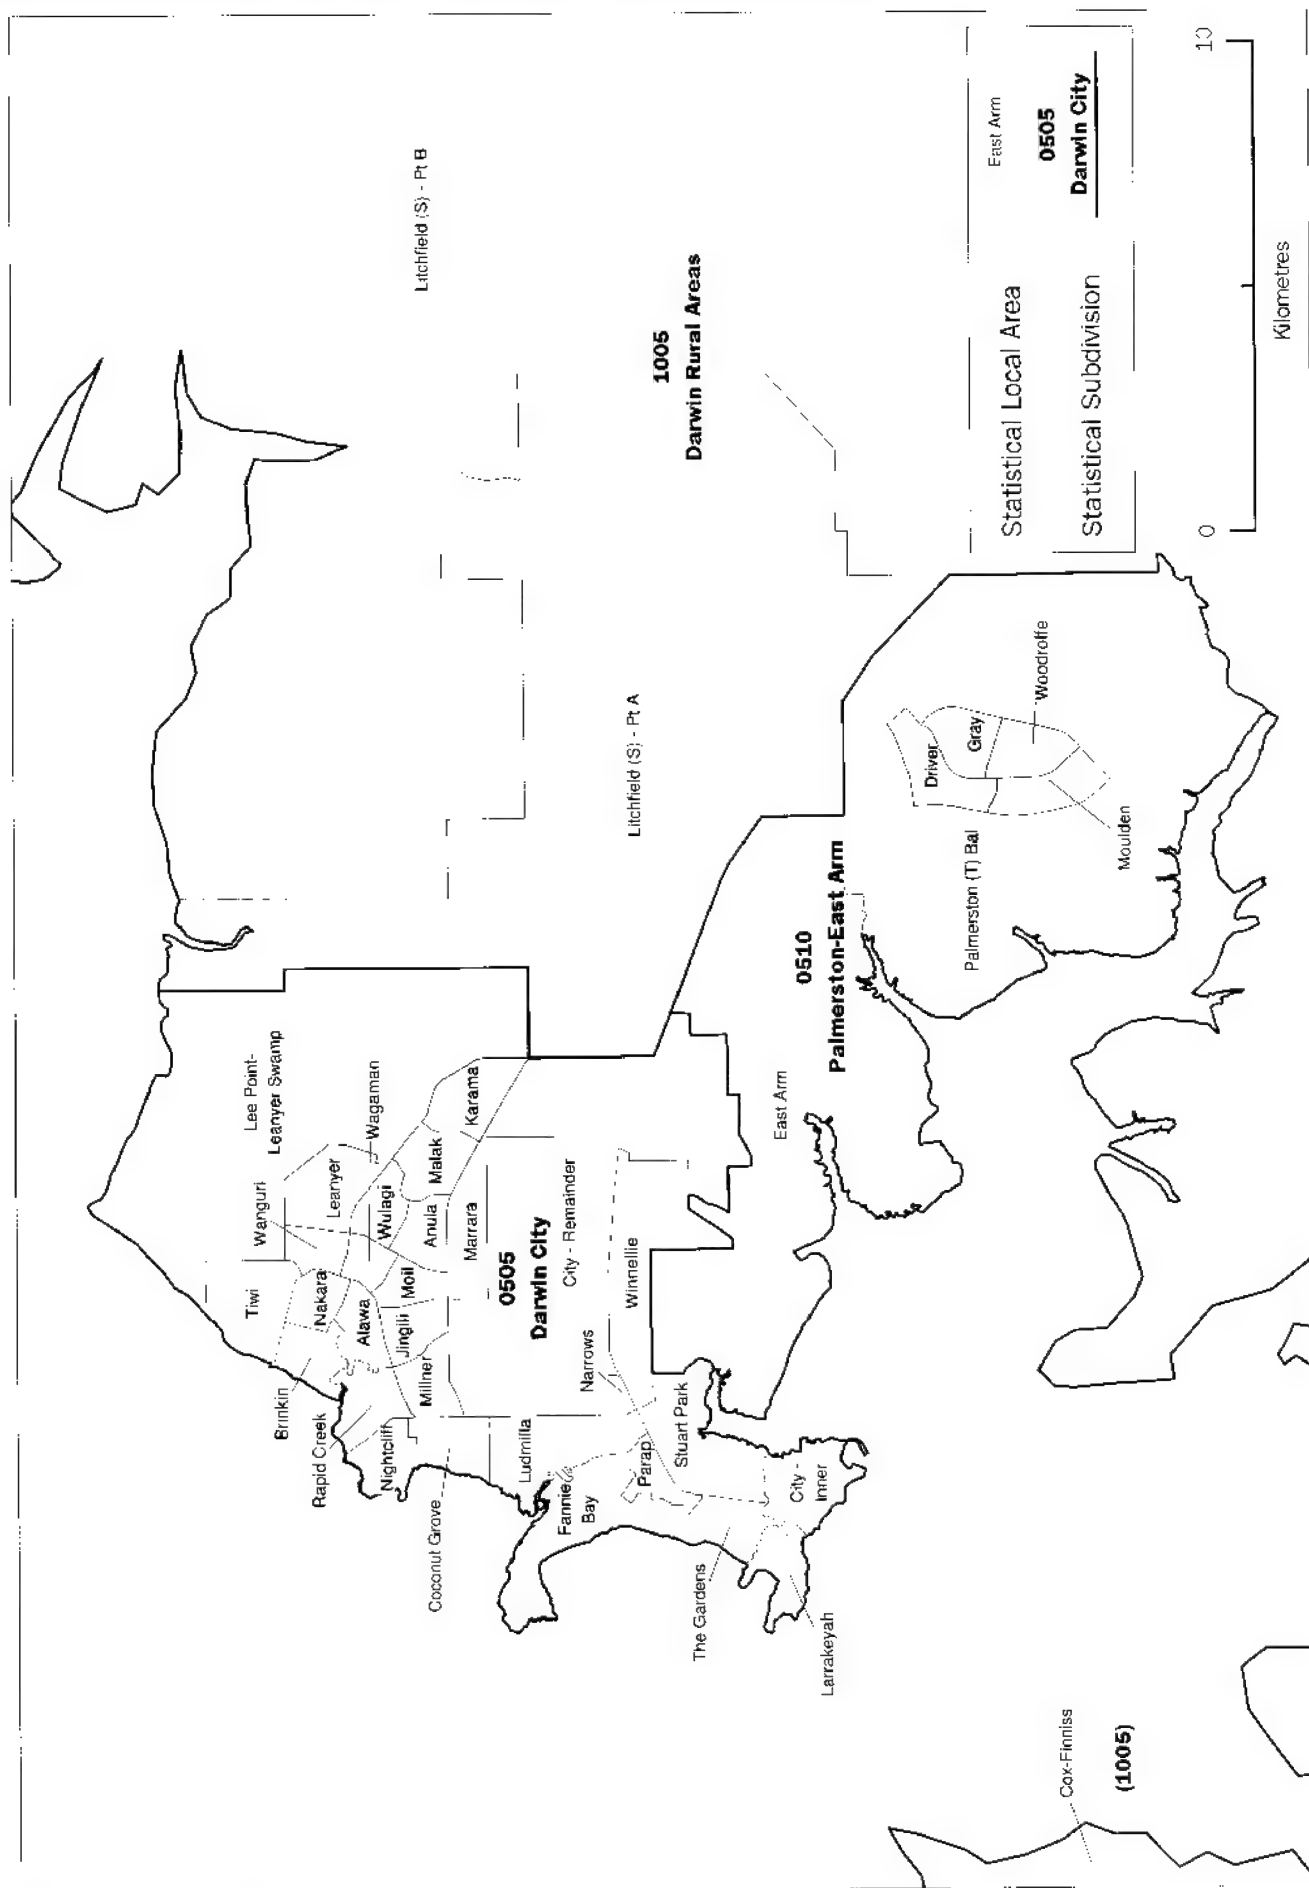 Litchfield (S) - Pt B
1005
Darwin Rural Areas
Litchfield (S) - Pt A
Lee Point-
Leanyer Swamp
Wanguri
Leanyer
Wagaman
Tiwi
Nakara
Wulagi
Malak
Karama
Brinkin
Alawa
Moil
Anula
Marrara
Rapid Creek
Jingili
Nightcliff
Millner
0505
Darwin City
City - Remainder
Coconut Grove
Ludmilla
Narrows
Winnellie
Fannie
Bay
Parap
Stuart Park
The Gardens
City -
Inner
Larrakeyah
East Arm
0510
Palmerston-East Arm
Palmerston (T) Bal
Driver
Gray
Woodroffe
Moulden
Cox-Finniss
(1005)
Statistical Local Area
East Arm
Statistical Subdivision
0505
Darwin City
0
10
Kilometres